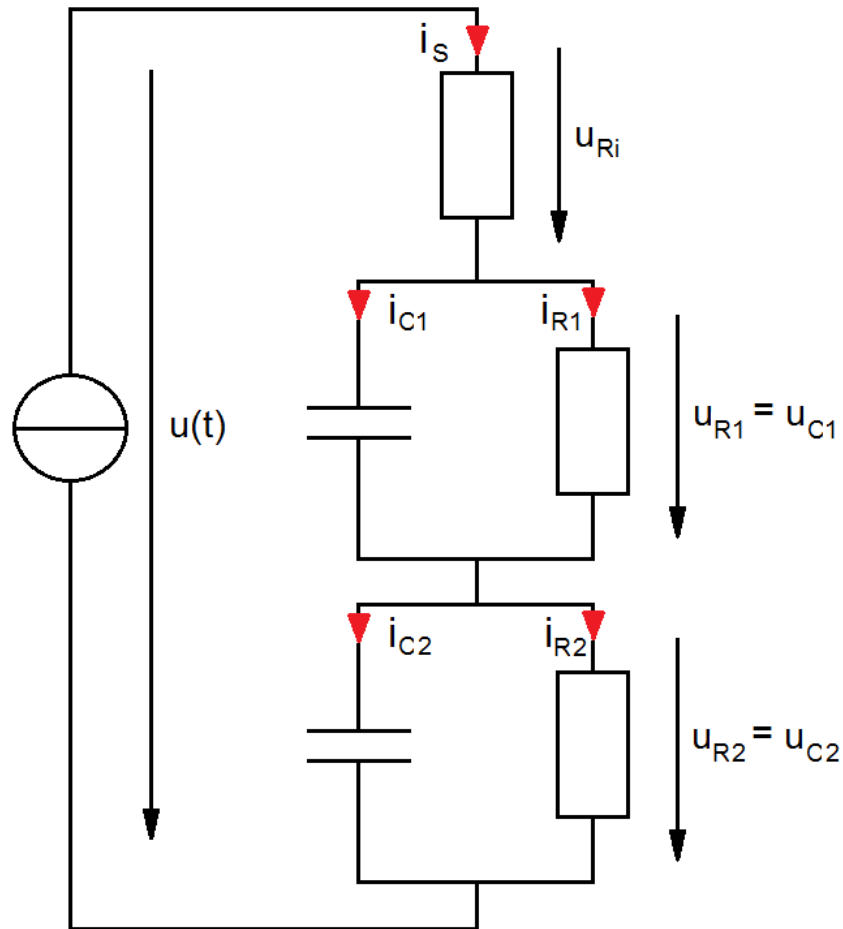 i_S
u_Ri
i_C1
i_R1
u(t)
u_R1 = u_C1
i_C2
i_R2
u_R2 = u_C2